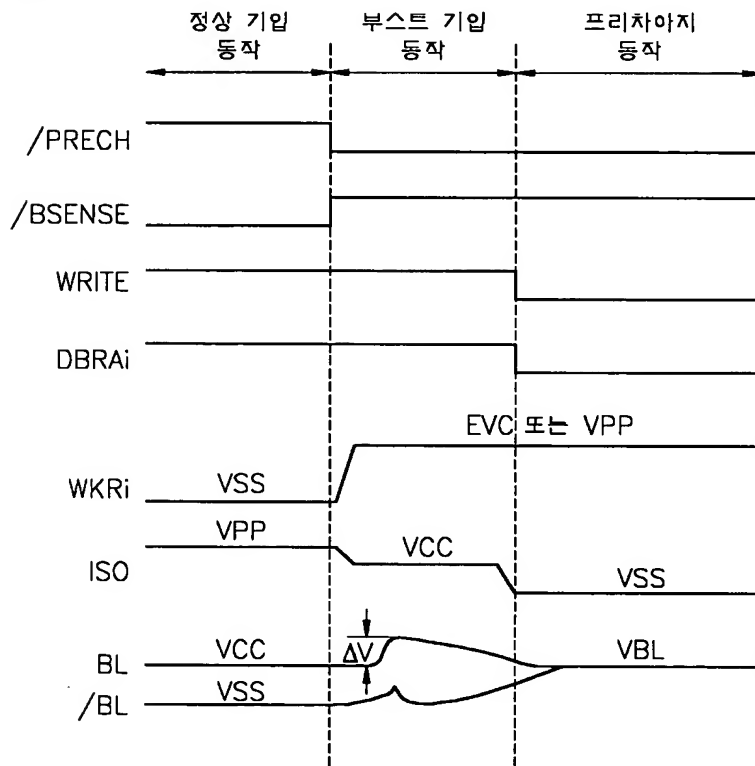 정상 기입 동작
부스트 기입 동작
프리차아지 동작
/PRECH
/BSENSE
WRITE
DBRAi
EVC 또는 VPP
WKRi VSS
VPP
ISO VCC VSS
BL VCC ΔV VBL
/BL VSS